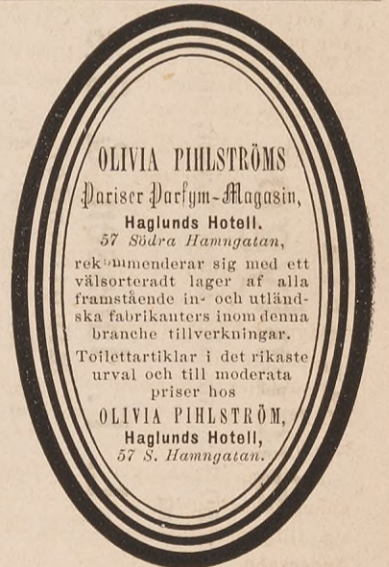 OLIVIA PIHLSTRÖMS
Pariser Parfym-Magasin,
Haglunds Hotell.
57 Södra Hamngatan,
rekommenderar sig med ett
välsorteradt lager af alla
framstående in- och utländ-
ska fabrikanters inom denna
branche tillverkningar.
Toilettartiklar i det rikaste
urval och till moderata
priser hos
OLIVIA PIHLSTRÖM,
Haglunds Hotell,
57 S. Hamngatan.